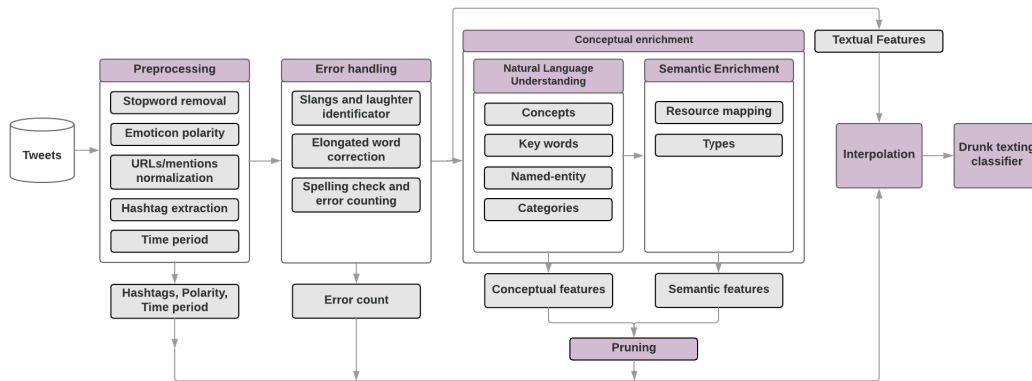 Tweets
Preprocessing
Stopword removal
Emoticon polarity
URLs/mentions
normalization
Hashtag extraction
Time period
Hashtags, Polarity,
Time period
Error handling
Slangs and laughter
identificator
Elongated word
correction
Spelling check and
error counting
Error count
Conceptual enrichment
Natural Language
Understanding
Concepts
Key words
Named-entity
Categories
Semantic Enrichment
Resource mapping
Types
Conceptual features
Semantic features
Pruning
Textual Features
Interpolation
Drunk texting
classifier